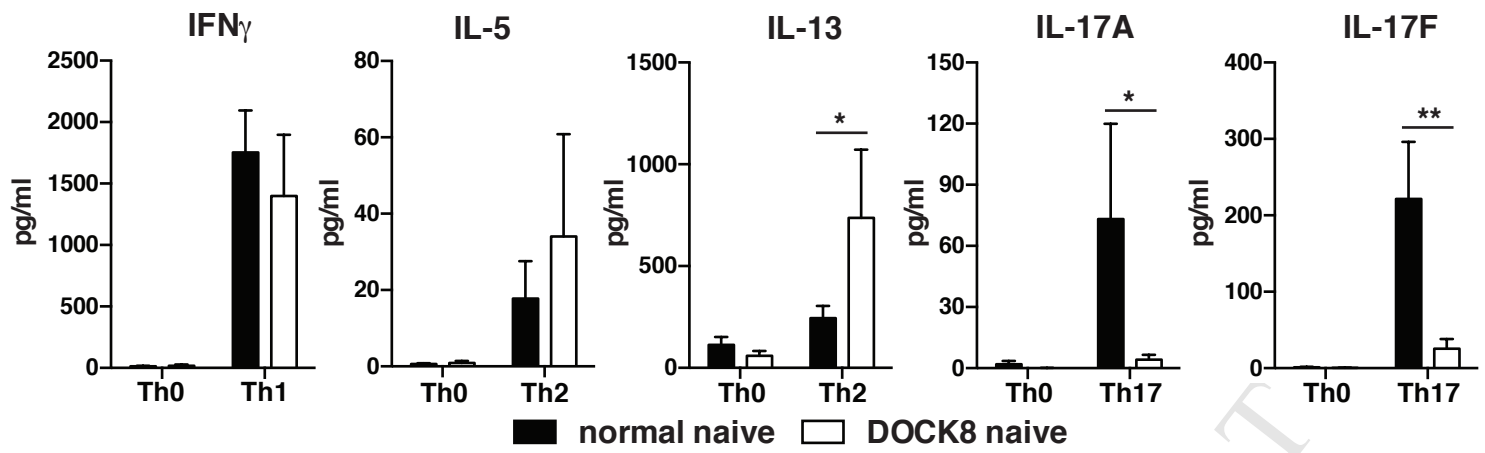 IFNγ IL-5 IL-13 IL-17A IL-17F
pg/ml 2500 2000 1500 1000 500 0
Th0 Th1
pg/ml 80 60 40 20 0
Th0 Th2
pg/ml 1500 1000 500 0
*
Th0 Th2
pg/ml 150 120 90 60 30 0
*
Th0 Th17
pg/ml 400 300 200 100 0
**
Th0 Th17
normal naive DOCK8 naive
T